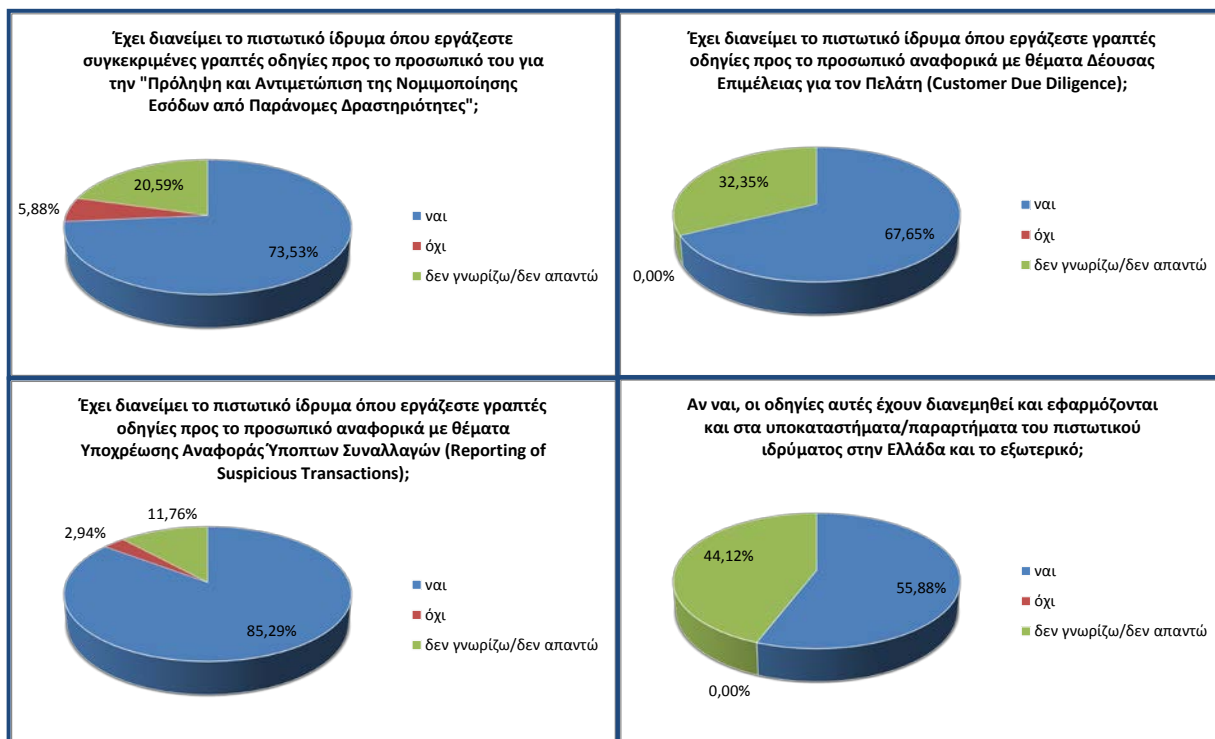 Έχει διανείμει το πιστωτικό ίδρυμα όπου εργάζεστε
συγκεκριμένες γραπτές οδηγίες προς το προσωπικό του για
την "Πρόληψη και Αντιμετώπιση της Νομιμοποίησης
Εσόδων από Παράνομες Δραστηριότητες";
20,59%
5,88%
73,53%
ναι
όχι
δεν γνωρίζω/δεν απαντώ
Έχει διανείμει το πιστωτικό ίδρυμα όπου εργάζεστε γραπτές
οδηγίες προς το προσωπικό αναφορικά με θέματα Δέουσας
Επιμέλειας για τον Πελάτη (Customer Due Diligence);
32,35%
67,65%
0,00%
ναι
όχι
δεν γνωρίζω/δεν απαντώ
Έχει διανείμει το πιστωτικό ίδρυμα όπου εργάζεστε γραπτές
οδηγίες προς το προσωπικό αναφορικά με θέματα
Υποχρέωσης Αναφοράς Ύποπτων Συναλλαγών (Reporting of
Suspicious Transactions);
11,76%
2,94%
85,29%
ναι
όχι
δεν γνωρίζω/δεν απαντώ
Αν ναι, οι οδηγίες αυτές έχουν διανεμηθεί και εφαρμόζονται
και στα υποκαταστήματα/παραρτήματα του πιστωτικού
ιδρύματος στην Ελλάδα και το εξωτερικό;
44,12%
55,88%
0,00%
ναι
όχι
δεν γνωρίζω/δεν απαντώ